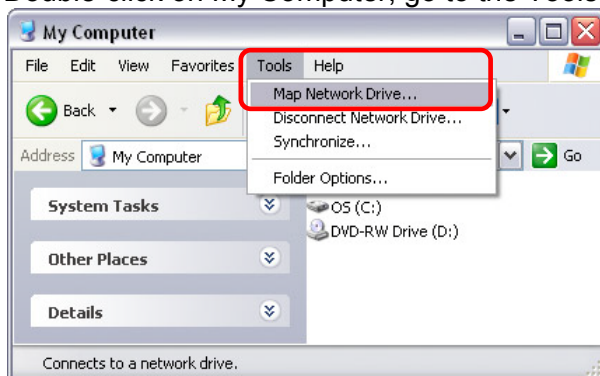 Double-click on My Computer, go to the Tools
My Computer
File Edit View Favorites Tools Help
Back
Map Network Drive...
Disconnect Network Drive...
Synchronize...
Folder Options...
Address My Computer Go
System Tasks
OS (C:)
DVD-RW Drive (D:)
Other Places
Details
Connects to a network drive.